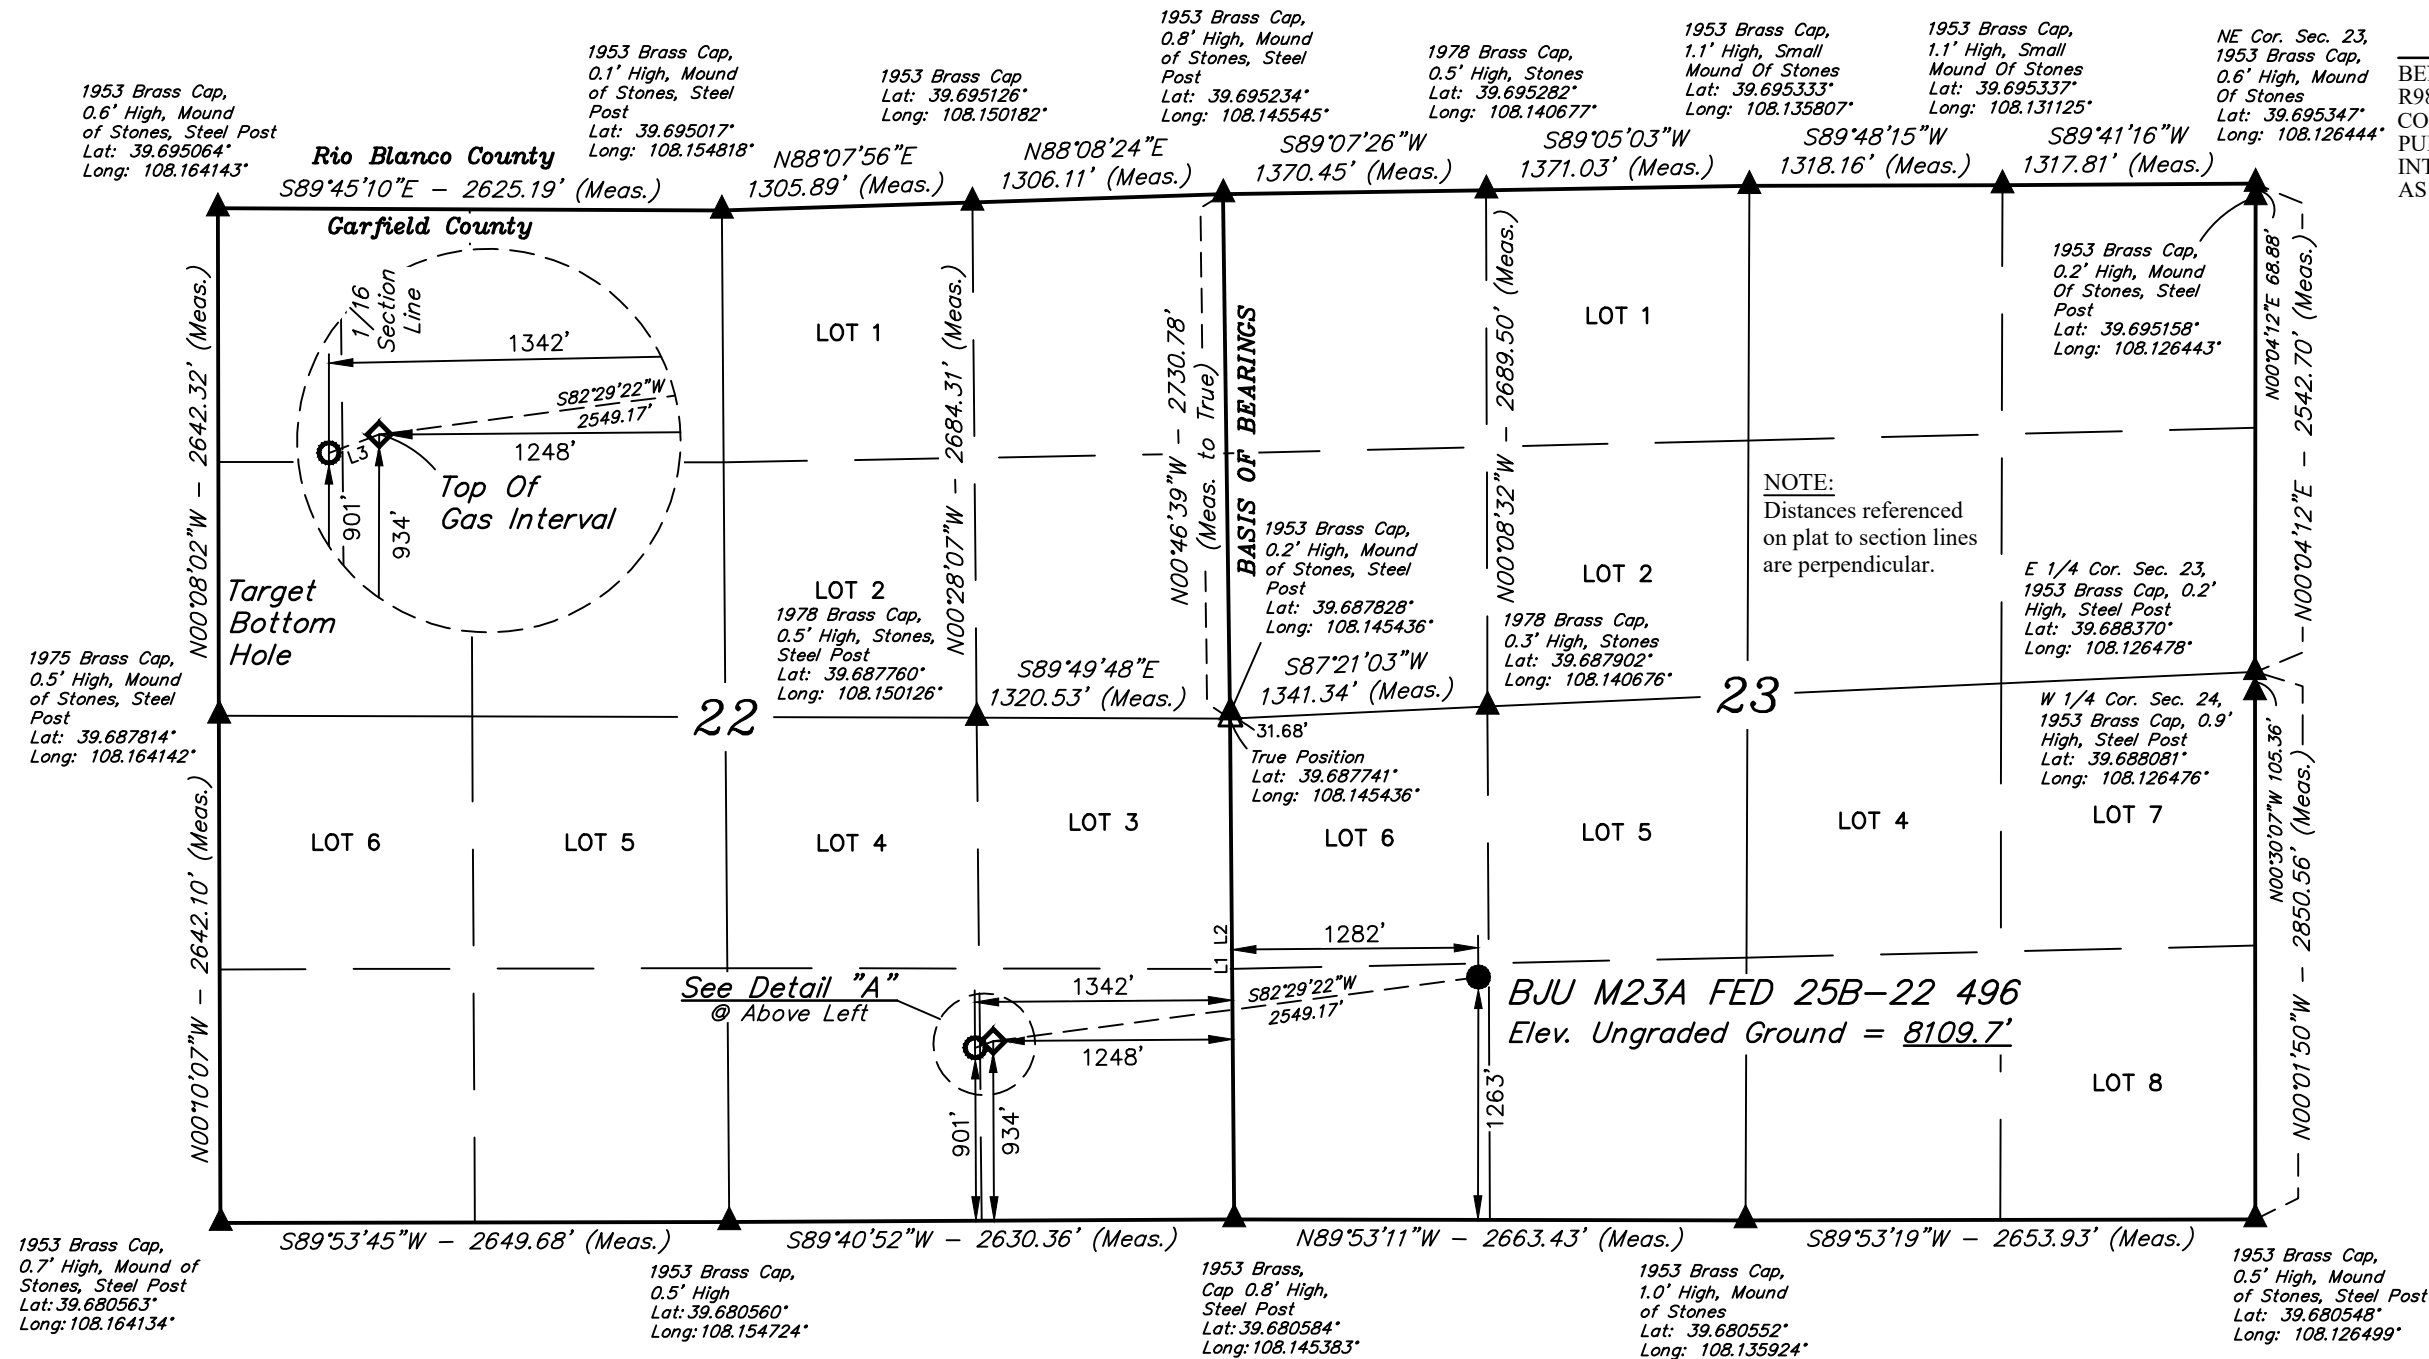 1953 Brass Cap,
0.6' High, Mound
of Stones, Steel Post
Lat: 39.695064°
Long: 108.164143°
1953 Brass Cap,
0.1' High, Mound
of Stones, Steel
Post
Lat: 39.695017°
Long: 108.154818°
1953 Brass Cap
Lat: 39.695126°
Long: 108.150182°
1953 Brass Cap,
0.8' High, Mound
of Stones, Steel
Post
Lat: 39.695234°
Long: 108.145545°
1978 Brass Cap,
0.5' High, Stones
Lat: 39.695282°
Long: 108.140677°
1953 Brass Cap,
1.1' High, Small
Mound Of Stones
Lat: 39.695333°
Long: 108.135807°
1953 Brass Cap,
1.1' High, Small
Mound Of Stones
Lat: 39.695337°
Long: 108.131125°
NE Cor. Sec. 23,
1953 Brass Cap,
0.6' High, Mound
Of Stones
Lat: 39.695347°
Long: 108.126444°
R98
CO
AS
Rio Blanco County
S89°45'10"E - 2625.19' (Meas.)
Garfield County
N88°07'56"E
1305.89' (Meas.)
N88°08'24"E
1306.11' (Meas.)
S89°07'26"W
1370.45' (Meas.)
S89°05'03"W
1371.03' (Meas.)
S89°48'15"W
1318.16' (Meas.)
S89°41'16"W
1317.81' (Meas.)
N00°08'02"W - 2642.32' (Meas.)
1/16
Section
Line
1342'
S82°29'22"W
2549.17'
1248'
L3
901'
934'
Top Of
Gas Interval
Target
Bottom
Hole
LOT 1
LOT 2
N00°28'07"W - 2684.31' (Meas.)
N00°46'39"W - 2730.78'
(Meas. to True)
BASIS OF BEARINGS
N00°08'32"W - 2689.50' (Meas.)
LOT 1
LOT 2
NOTE:
Distances referenced
on plat to section lines
are perpendicular.
1953 Brass Cap,
0.2' High, Mound
Of Stones, Steel
Post
Lat: 39.695158°
Long: 108.126443°
N00°04'12"E 68.88'
N00°04'12"E - 2542.70' (Meas.)
1953 Brass Cap,
0.2' High, Mound
of Stones, Steel
Post
Lat: 39.687828°
Long: 108.145436°
E 1/4 Cor. Sec. 23,
1953 Brass Cap, 0.2'
High, Steel Post
Lat: 39.688370°
Long: 108.126478°
1978 Brass Cap,
0.5' High, Stones,
Steel Post
Lat: 39.687760°
Long: 108.150126°
1978 Brass Cap,
0.3' High, Stones
Lat: 39.687902°
Long: 108.140676°
1975 Brass Cap,
0.5' High, Mound
of Stones, Steel
Post
Lat: 39.687814°
Long: 108.164142°
S89°49'48"E
1320.53' (Meas.)
S87°21'03"W
1341.34' (Meas.)
22
23
31.68'
True Position
Lat: 39.687741°
Long: 108.145436°
W 1/4 Cor. Sec. 24,
1953 Brass Cap, 0.9'
High, Steel Post
Lat: 39.688081°
Long: 108.126476°
N00°30'07"W 105.36'
N00°01'50"W - 2850.56' (Meas.)
N00°10'07"W - 2642.10' (Meas.)
LOT 6
LOT 5
LOT 4
LOT 3
LOT 6
LOT 5
LOT 4
LOT 7
LOT 8
L1 L2
1282'
See Detail "A"
@ Above Left
1342'
S82°29'22"W
2549.17'
1248'
901'
934'
1263'
BJU M23A FED 25B-22 496
Elev. Ungraded Ground = 8109.7'
S89°53'45"W - 2649.68' (Meas.)
S89°40'52"W - 2630.36' (Meas.)
N89°53'11"W - 2663.43' (Meas.)
S89°53'19"W - 2653.93' (Meas.)
1953 Brass Cap,
0.7' High, Mound of
Stones, Steel Post
Lat: 39.680563°
Long: 108.164134°
1953 Brass Cap,
0.5' High
Lat: 39.680560°
Long: 108.154724°
1953 Brass,
Cap 0.8' High,
Steel Post
Lat: 39.680584°
Long: 108.145383°
1953 Brass Cap,
1.0' High, Mound
of Stones
Lat: 39.680552°
Long: 108.135924°
1953 Brass Cap,
0.5' High, Mound
of Stones, Steel Post
Lat: 39.680548°
Long: 108.126499°